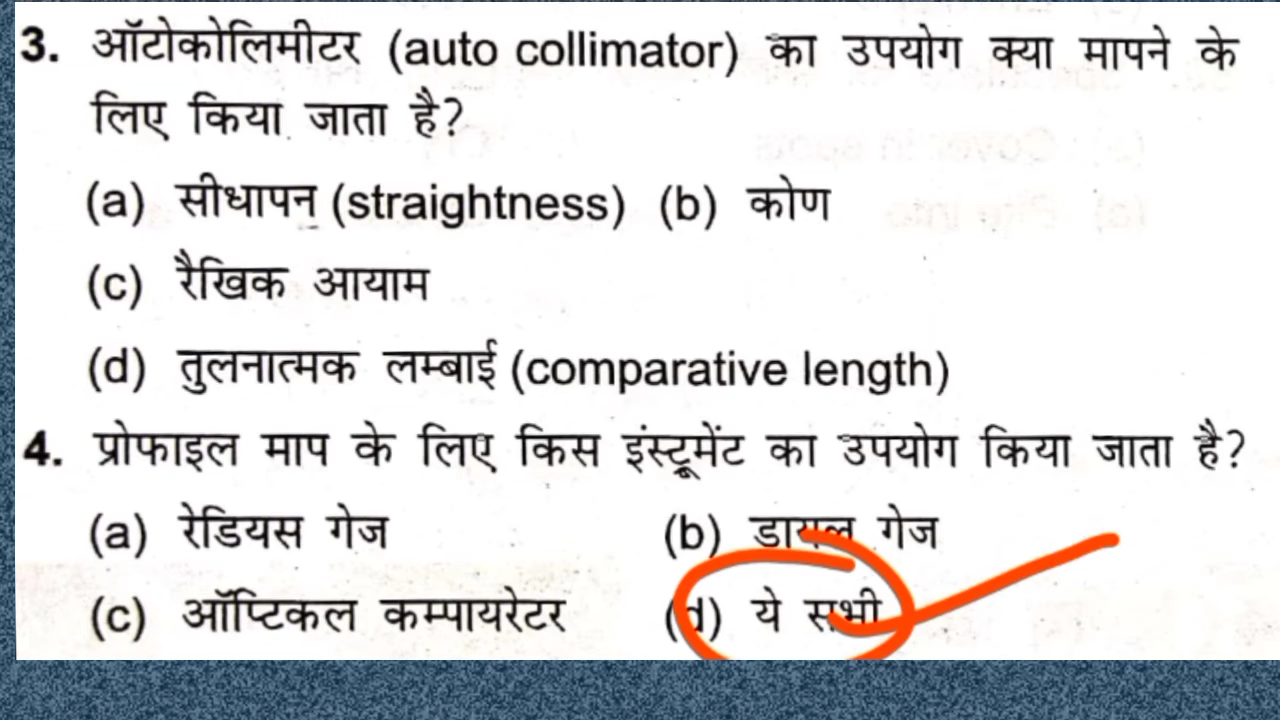 3. ऑटोकोलिमीटर (auto collimator) का उपयोग क्या मापने के
लिए किया जाता है?
(a) सीधापन (straightness) (b) कोण
(c) रैखिक आयाम
(d) तुलनात्मक लम्बाई (comparative length)
4. प्रोफाइल माप के लिए किस इंस्ट्रूमेंट का उपयोग किया जाता है?
(a) रेडियस गेज (b) डायल गेज
(c) ऑप्टिकल कम्पायरेटर (d) ये सभी